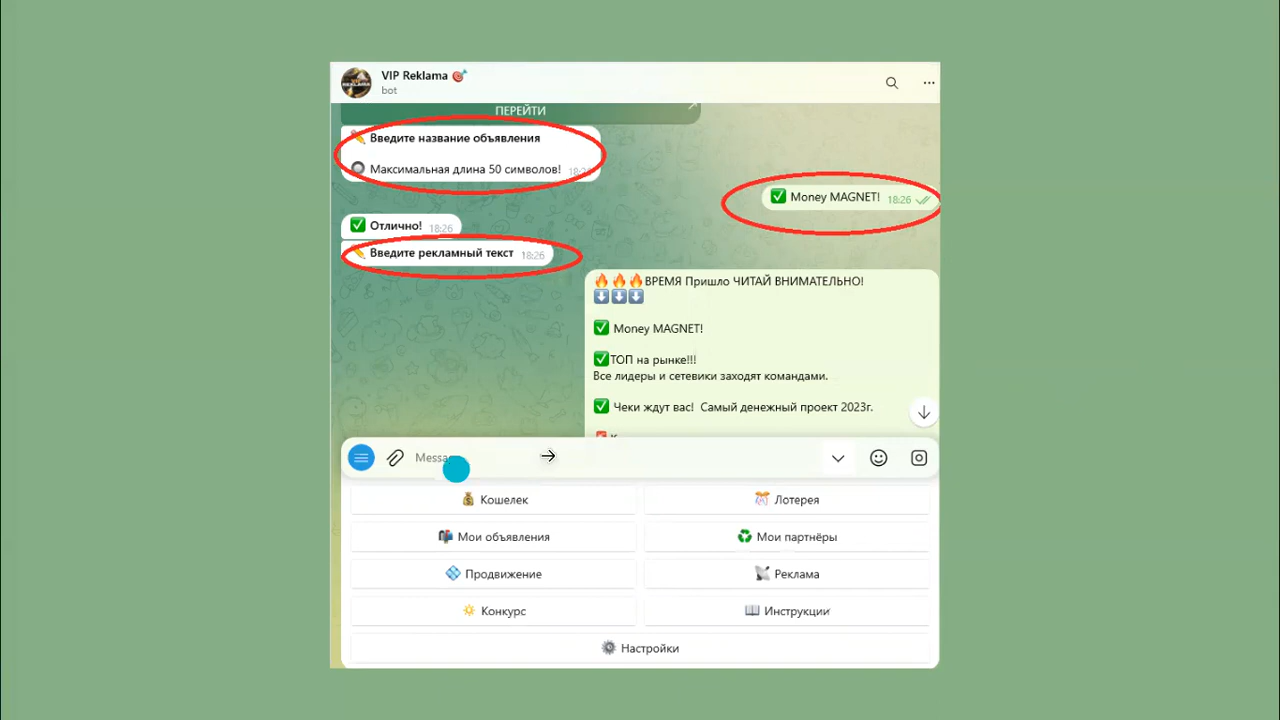 VIP Reklama
bot
ПЕРЕЙТИ
Введите название объявления
Максимальная длина 50 символов!
Money MAGNET! 18:26
Отлично! 18:26
Введите рекламный текст 18:26
ВРЕМЯ Пришло ЧИТАЙ ВНИМАТЕЛЬНО!
Money MAGNET!
ТОП на рынке!!!
Все лидеры и сетевики заходят командами.
Чеки ждут вас! Самый денежный проект 2023г.
Кошелек
Лотерея
Мои объявления
Мои партнёры
Продвижение
Реклама
Конкурс
Инструкции
Настройки